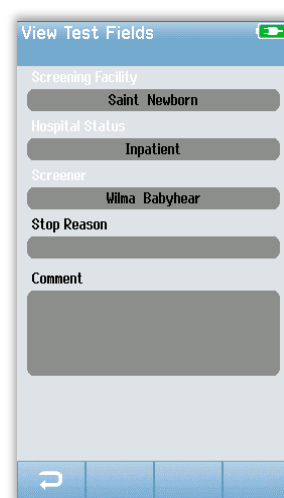 View Test Fields
Screening Facility
Saint Newborn
Hospital Status
Inpatient
Screener
Wilma Babyhear
Stop Reason
Comment